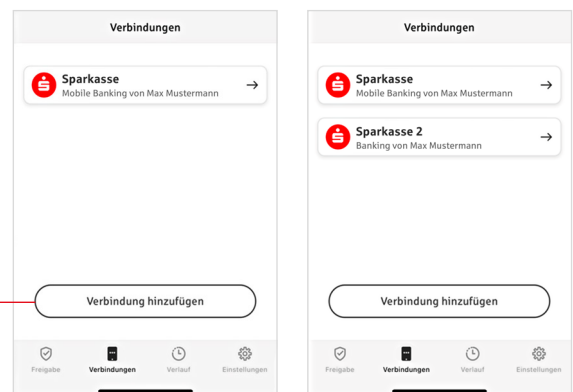 Verbindungen
Sparkasse
Mobile Banking von Max Mustermann
Verbindung hinzufügen
Freigabe
Verbindungen
Verlauf
Einstellungen
Verbindungen
Sparkasse
Mobile Banking von Max Mustermann
Sparkasse 2
Banking von Max Mustermann
Verbindung hinzufügen
Freigabe
Verbindungen
Verlauf
Einstellungen